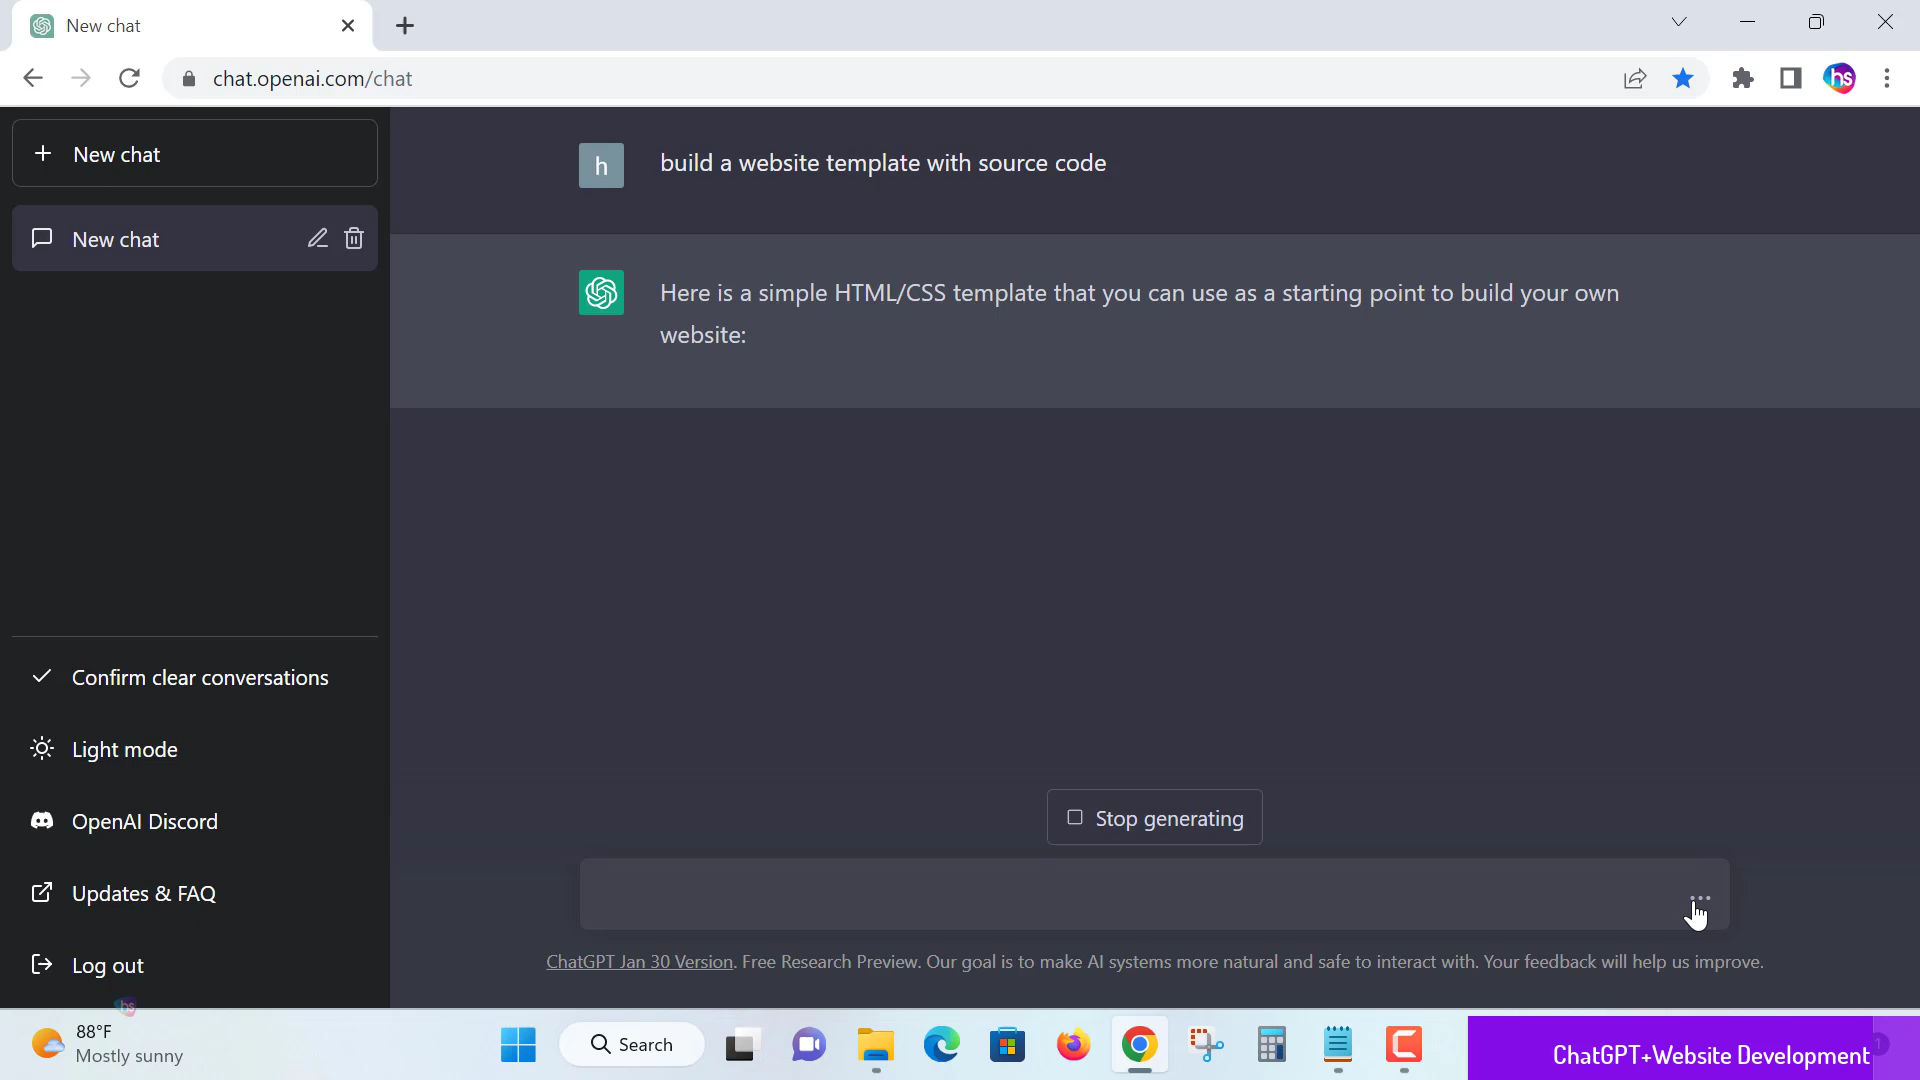 New chat
chat.openai.com/chat
hs
New chat
New chat
Confirm clear conversations
Light mode
OpenAI Discord
Updates & FAQ
Log out
h
build a website template with source code
Here is a simple HTML/CSS template that you can use as a starting point to build your own
website:
Stop generating
ChatGPT Jan 30 Version. Free Research Preview. Our goal is to make AI systems more natural and safe to interact with. Your feedback will help us improve.
hs
88°F
Mostly sunny
Search
ChatGPT+Website Development
1